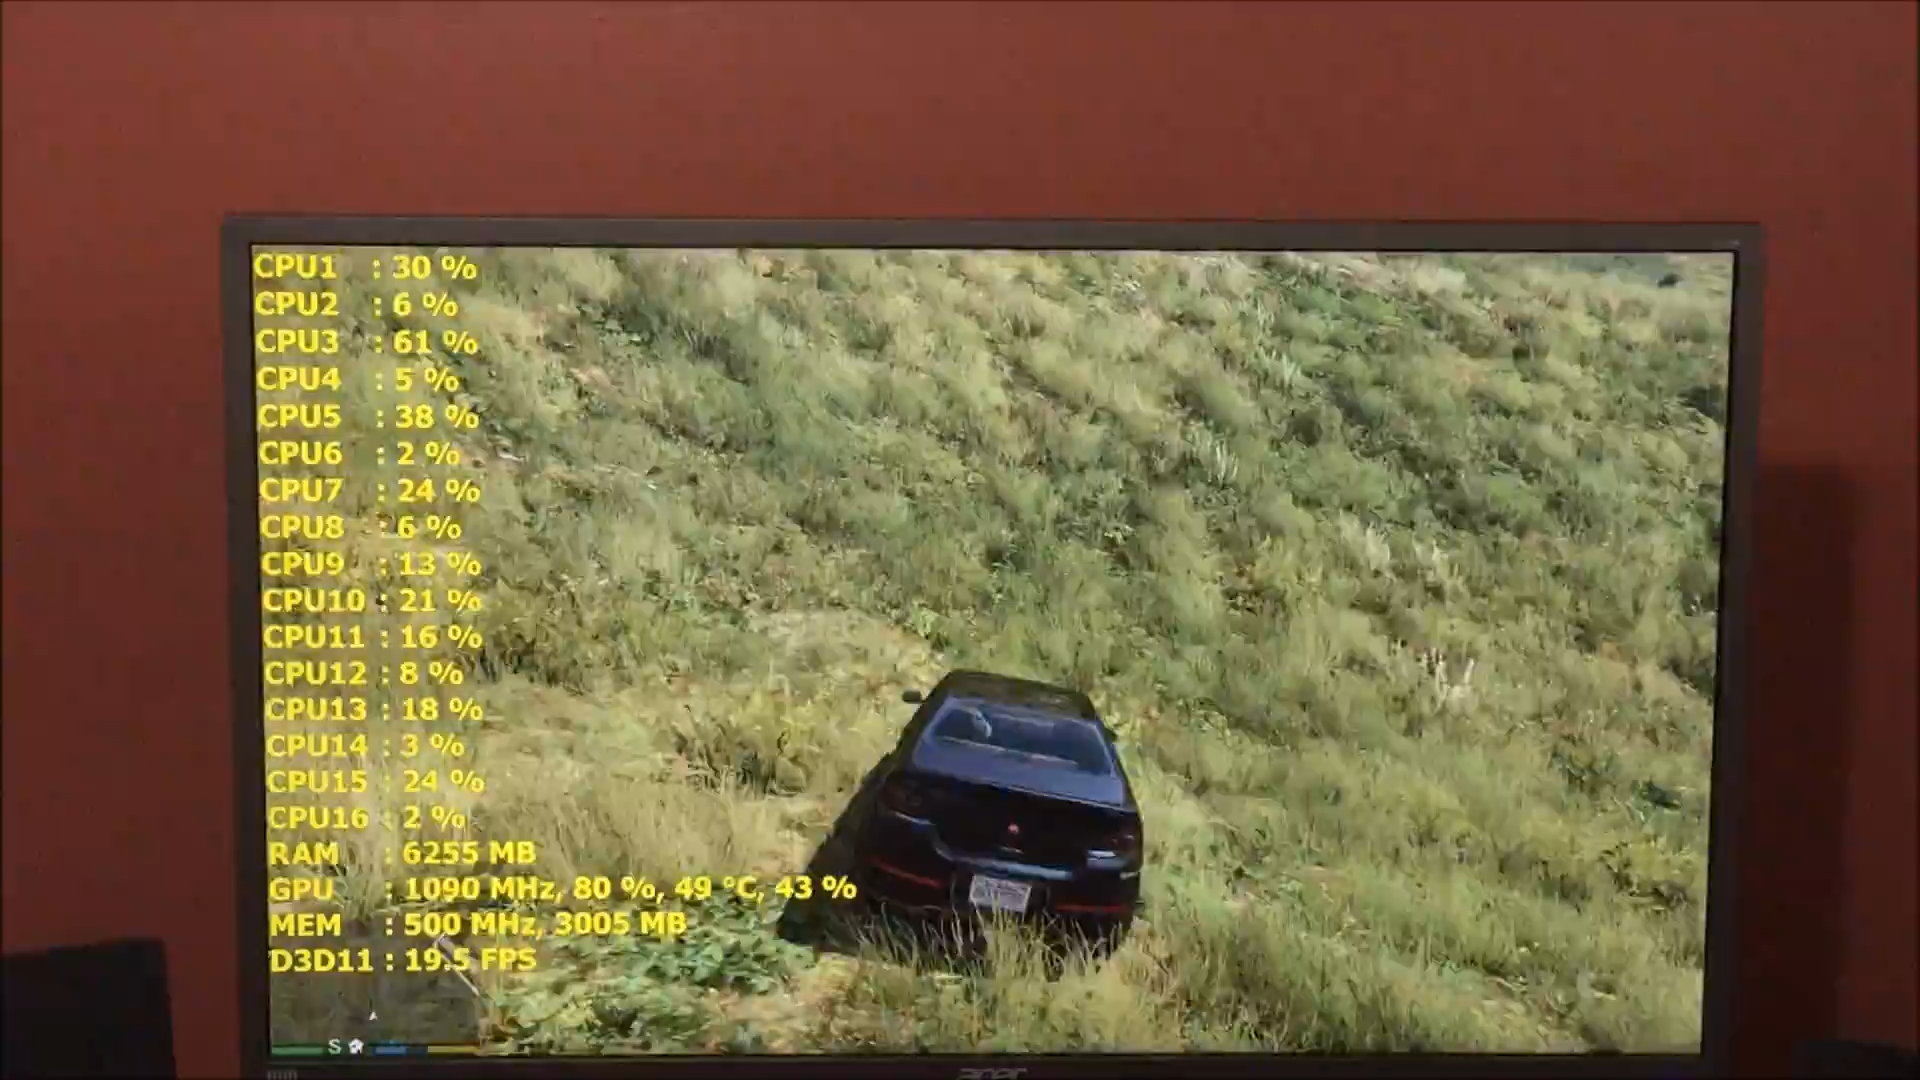 CPU1 : 30 %
CPU2 : 6 %
CPU3 : 61 %
CPU4 : 5 %
CPU5 : 38 %
CPU6 : 2 %
CPU7 : 24 %
CPU8 : 6 %
CPU9 : 13 %
CPU10 : 21 %
CPU11 : 16 %
CPU12 : 8 %
CPU13 : 18 %
CPU14 : 3 %
CPU15 : 24 %
CPU16 : 2 %
RAM : 6255 MB
GPU : 1090 MHz, 80 %, 49 °C, 43 %
MEM : 500 MHz, 3005 MB
D3D11 : 19.5 FPS
S
acer